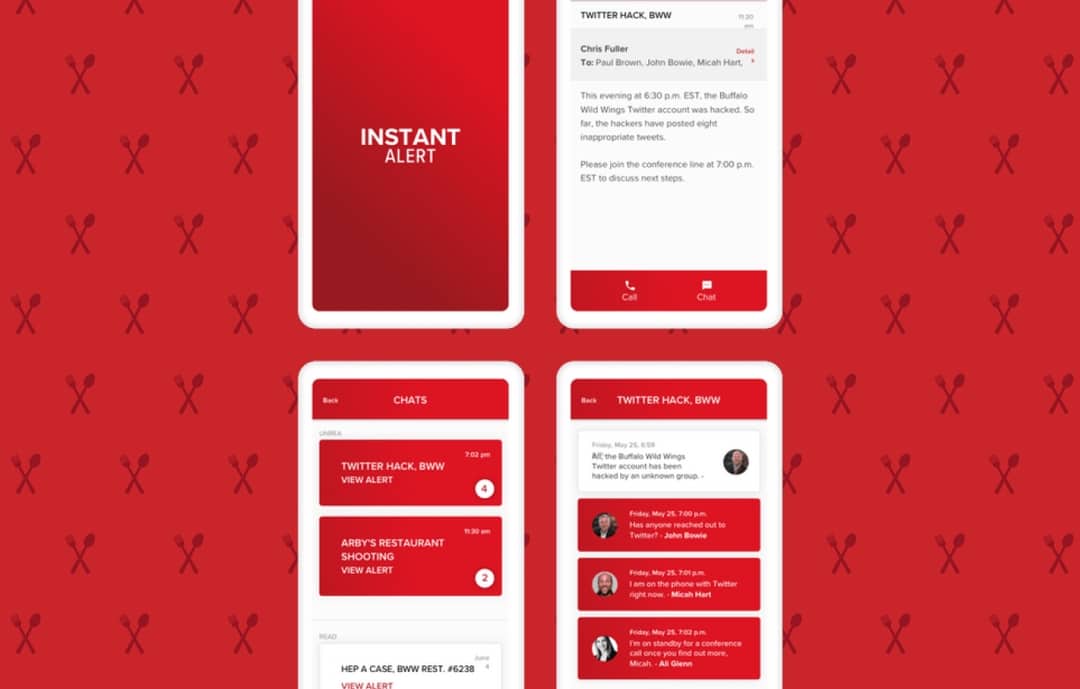 INSTANT
ALERT
TWITTER HACK, BWW
11:30
am
Chris Fuller
Detail
To: Paul Brown, John Bowie, Micah Hart,
This evening at 6:30 p.m. EST, the Buffalo
Wild Wings Twitter account was hacked. So
far, the hackers have posted eight
inappropriate tweets.
Please join the conference line at 7:00 p.m.
EST to discuss next steps.
Call
Chat
Back
CHATS
UNREA
7:02 pm
TWITTER HACK, BWW
VIEW ALERT
4
11:30 am
ARBY'S RESTAURANT
SHOOTING
VIEW ALERT
2
READ
June
4
HEP A CASE, BWW REST. #6238
VIEW ALERT
Back
TWITTER HACK, BWW
Friday, May 25, 6:59
All, the Buffalo Wild Wings
Twitter account has been
hacked by an unknown group. -
Friday, May 25, 7:00 p.m.
Has anyone reached out to
Twitter? - John Bowie
Friday, May 25, 7:01 p.m.
I am on the phone with Twitter
right now. - Micah Hart
Friday, May 25, 7:02 p.m.
I'm on standby for a conference
call once you find out more,
Micah. - Ali Glenn